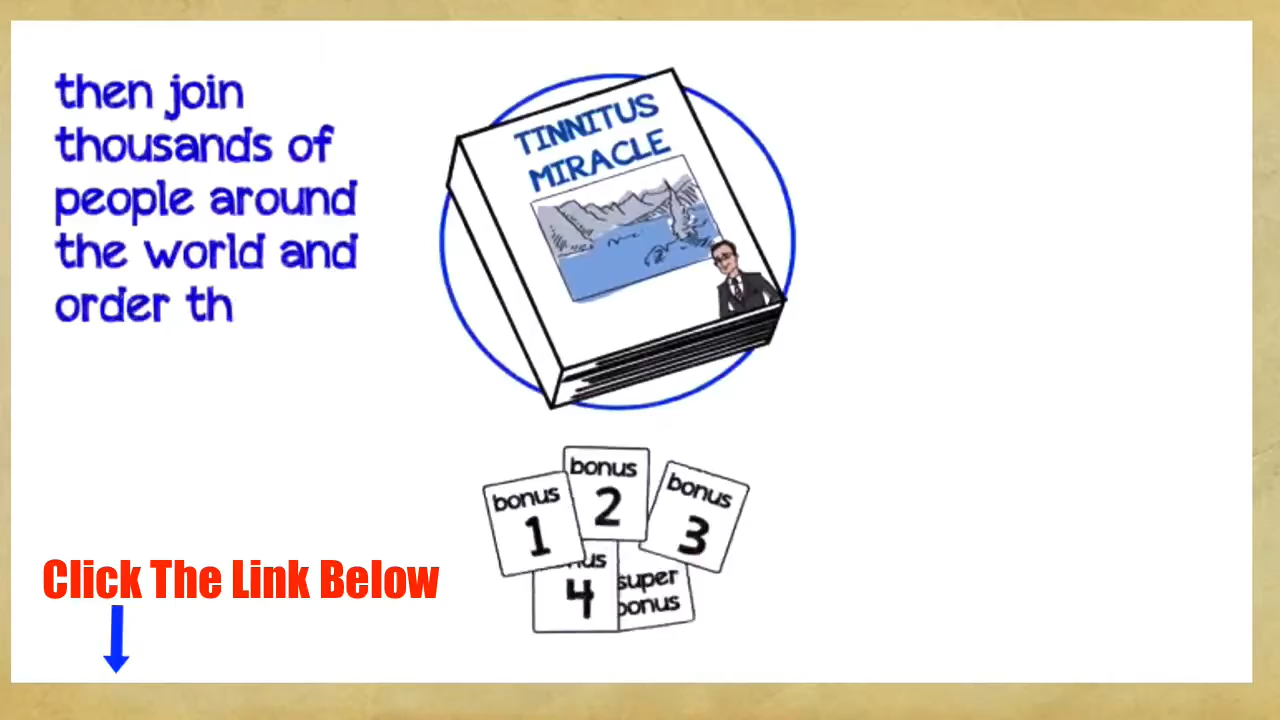 then join
thousands of
people around
the world and
order th
TINNITUS
MIRACLE
bonus
2
bonus
1
bonus
3
nus
4
super
bonus
Click The Link Below